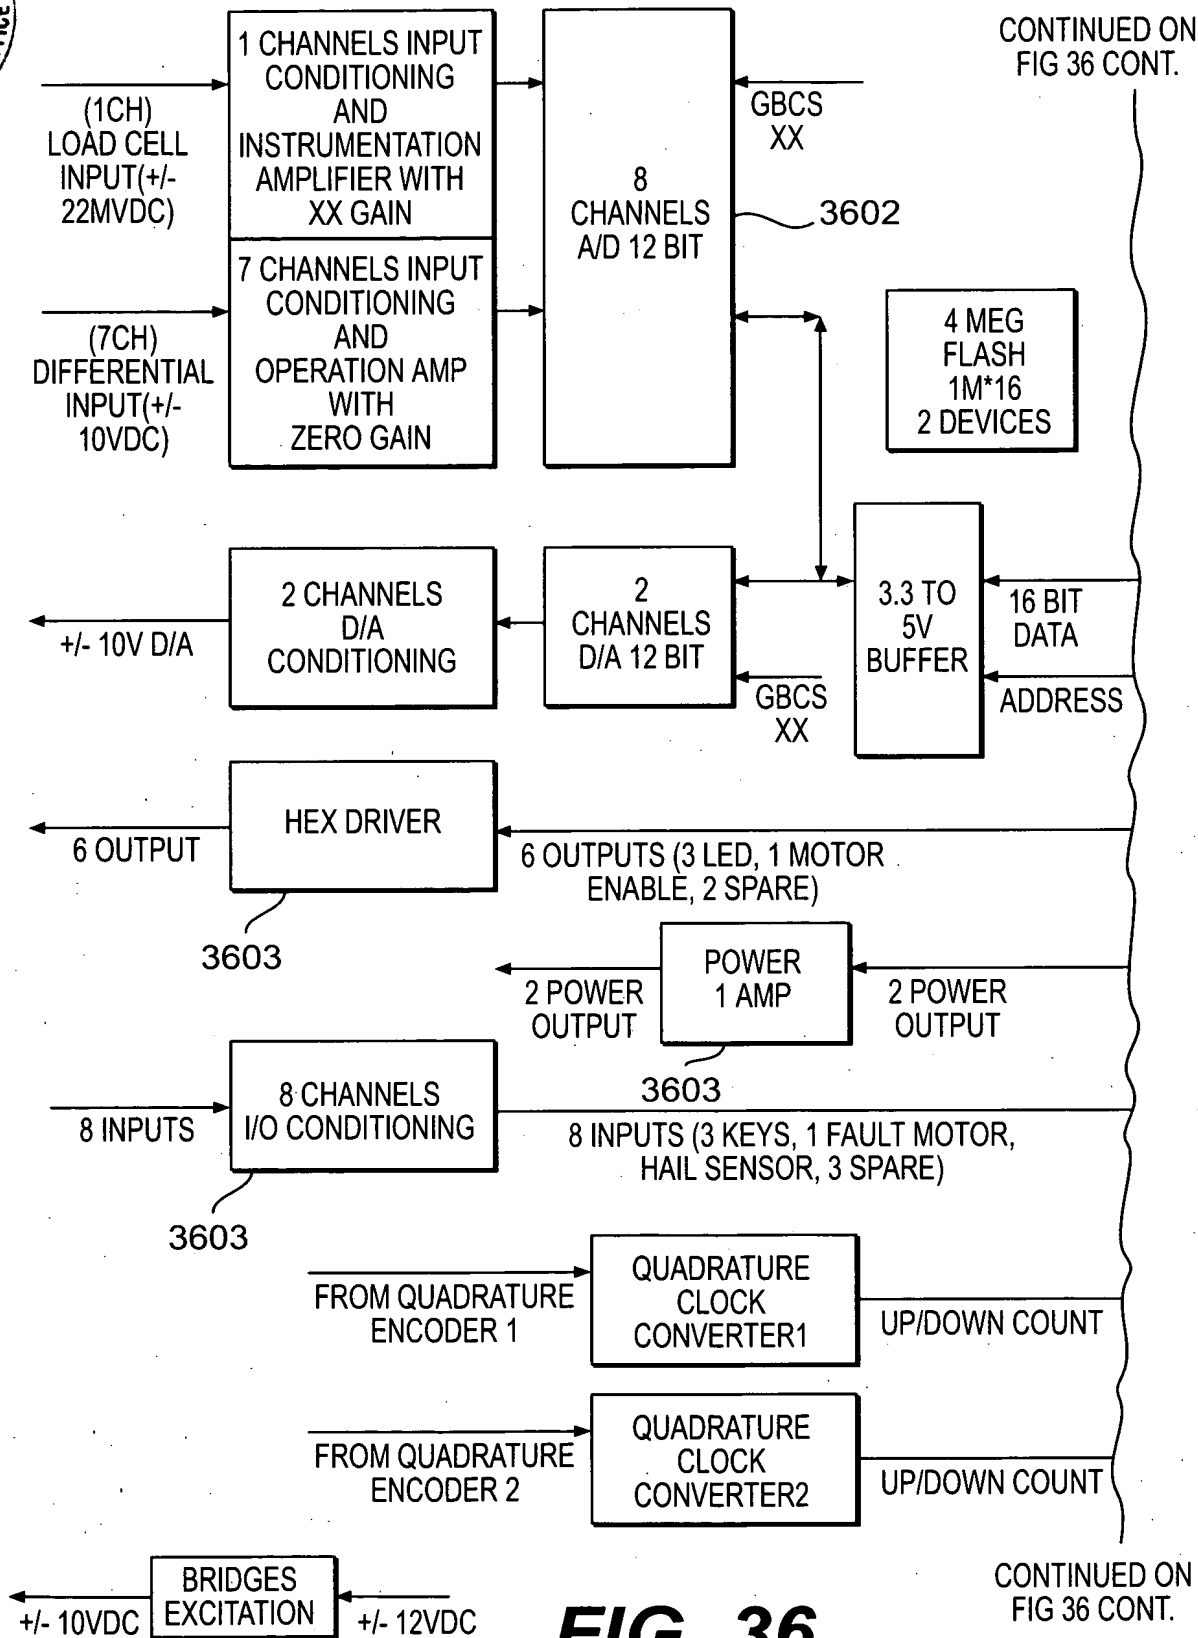 CONTINUED ON
FIG 36 CONT.
1 CHANNELS INPUT
CONDITIONING
AND
INSTRUMENTATION
AMPLIFIER WITH
XX GAIN
(1CH)
LOAD CELL
INPUT(+/-
22MVDC)
GBCS
XX
8
CHANNELS
A/D 12 BIT
3602
7 CHANNELS INPUT
CONDITIONING
AND
OPERATION AMP
WITH
ZERO GAIN
(7CH)
DIFFERENTIAL
INPUT(+/-
10VDC)
4 MEG
FLASH
1M*16
2 DEVICES
+/- 10V D/A
2 CHANNELS
D/A
CONDITIONING
2
CHANNELS
D/A 12 BIT
GBCS
XX
3.3 TO
5V
BUFFER
16 BIT
DATA
ADDRESS
6 OUTPUT
HEX DRIVER
3603
6 OUTPUTS (3 LED, 1 MOTOR
ENABLE, 2 SPARE)
2 POWER
OUTPUT
POWER
1 AMP
3603
2 POWER
OUTPUT
8 INPUTS
8 CHANNELS
I/O CONDITIONING
3603
8 INPUTS (3 KEYS, 1 FAULT MOTOR,
HAIL SENSOR, 3 SPARE)
FROM QUADRATURE
ENCODER 1
QUADRATURE
CLOCK
CONVERTER1
UP/DOWN COUNT
FROM QUADRATURE
ENCODER 2
QUADRATURE
CLOCK
CONVERTER2
UP/DOWN COUNT
+/- 10VDC
BRIDGES
EXCITATION
+/- 12VDC
CONTINUED ON
FIG 36 CONT.
FIG. 36